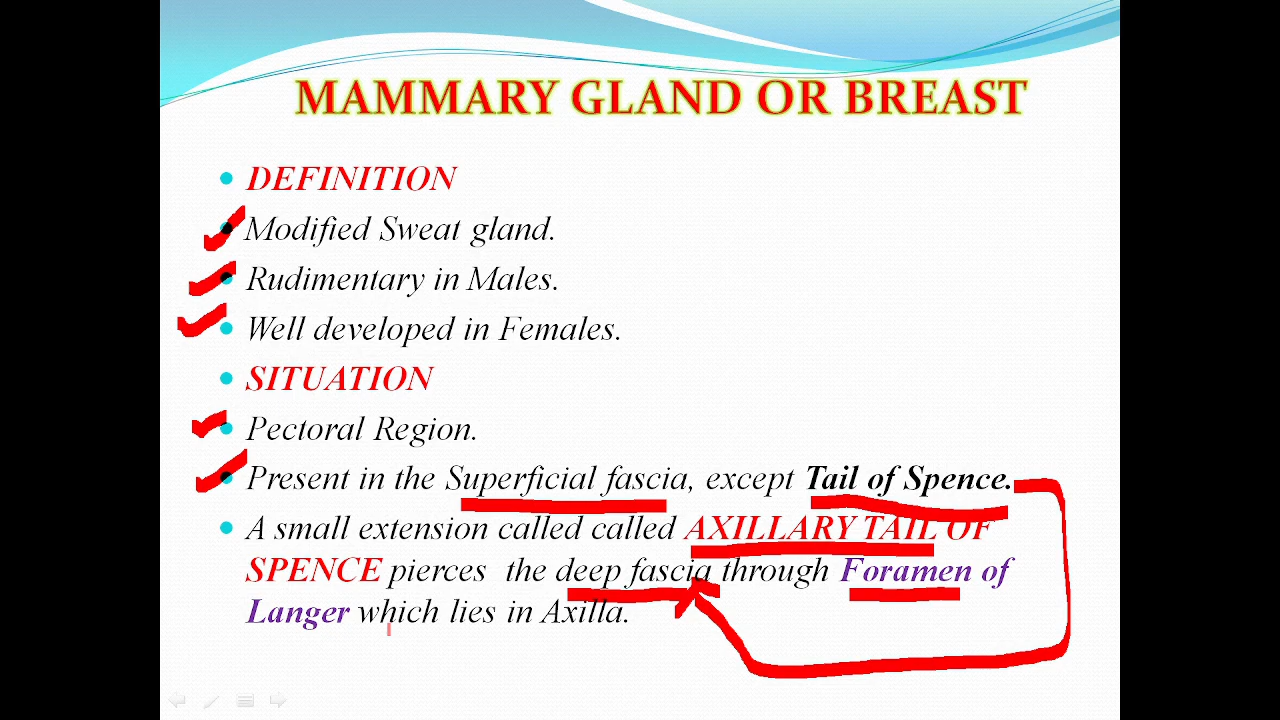 MAMMARY GLAND OR BREAST
DEFINITION
Modified Sweat gland.
Rudimentary in Males.
Well developed in Females.
SITUATION
Pectoral Region.
Present in the Superficial fascia, except Tail of Spence.
A small extension called called AXILLARY TAIL OF
SPENCE pierces the deep fascia through Foramen of
Langer which lies in Axilla.